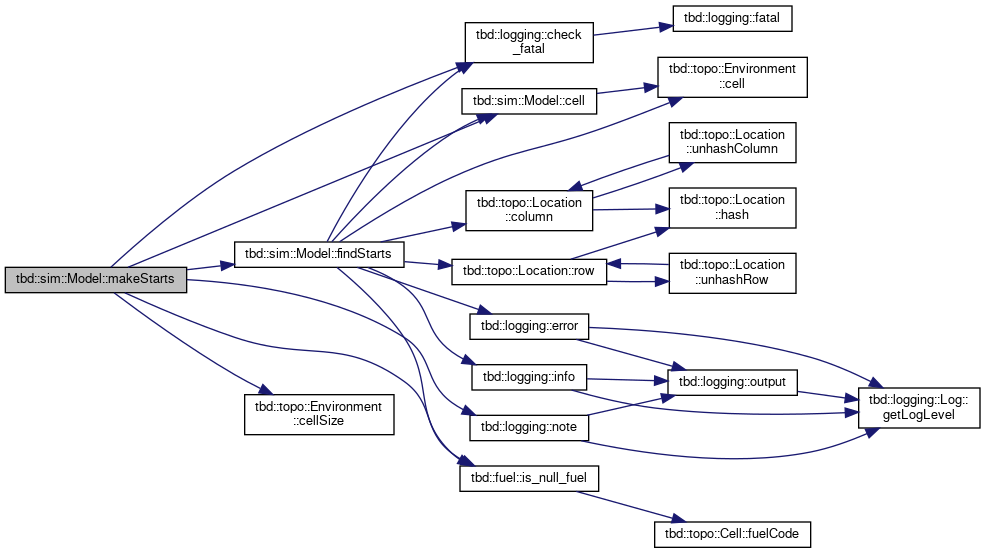 tbd::sim::Model::makeStarts
tbd::sim::Model::findStarts
tbd::topo::Environment
::cellSize
tbd::logging::check
_fatal
tbd::sim::Model::cell
tbd::topo::Location
::column
tbd::topo::Location::row
tbd::logging::error
tbd::logging::info
tbd::logging::note
tbd::fuel::is_null_fuel
tbd::logging::fatal
tbd::topo::Environment
::cell
tbd::topo::Location
::unhashColumn
tbd::topo::Location
::hash
tbd::topo::Location
::unhashRow
tbd::logging::output
tbd::topo::Cell::fuelCode
tbd::logging::Log::
getLogLevel